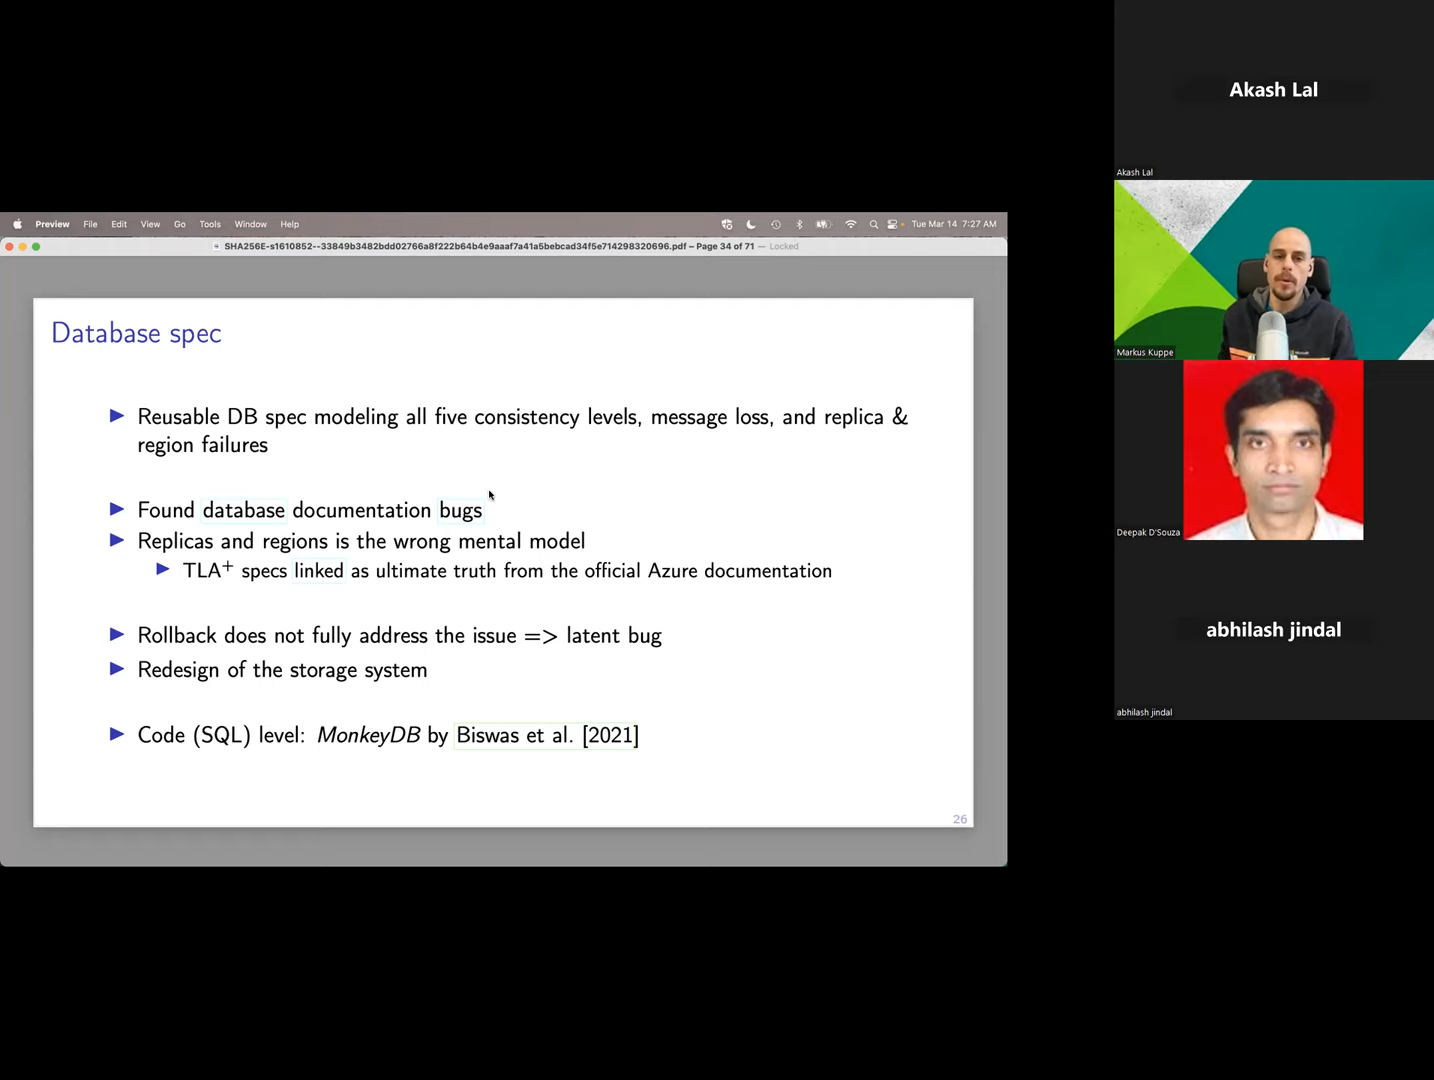 Akash Lal
Akash Lal
Markus Kuppe
Deepak D'Souza
abhilash jindal
abhilash jindal
Preview File Edit View Go Tools Window Help Tue Mar 14 7:27 AM
SHA256E-s1610852--33849b3482bdd02766a8f222b64b4e9aaaf7a41a5bebcad34f5e714298320696.pdf – Page 34 of 71 — Locked
Database spec
▶ Reusable DB spec modeling all five consistency levels, message loss, and replica &
region failures
▶ Found database documentation bugs
▶ Replicas and regions is the wrong mental model
▶ TLA+ specs linked as ultimate truth from the official Azure documentation
▶ Rollback does not fully address the issue => latent bug
▶ Redesign of the storage system
▶ Code (SQL) level: MonkeyDB by Biswas et al. [2021]
26